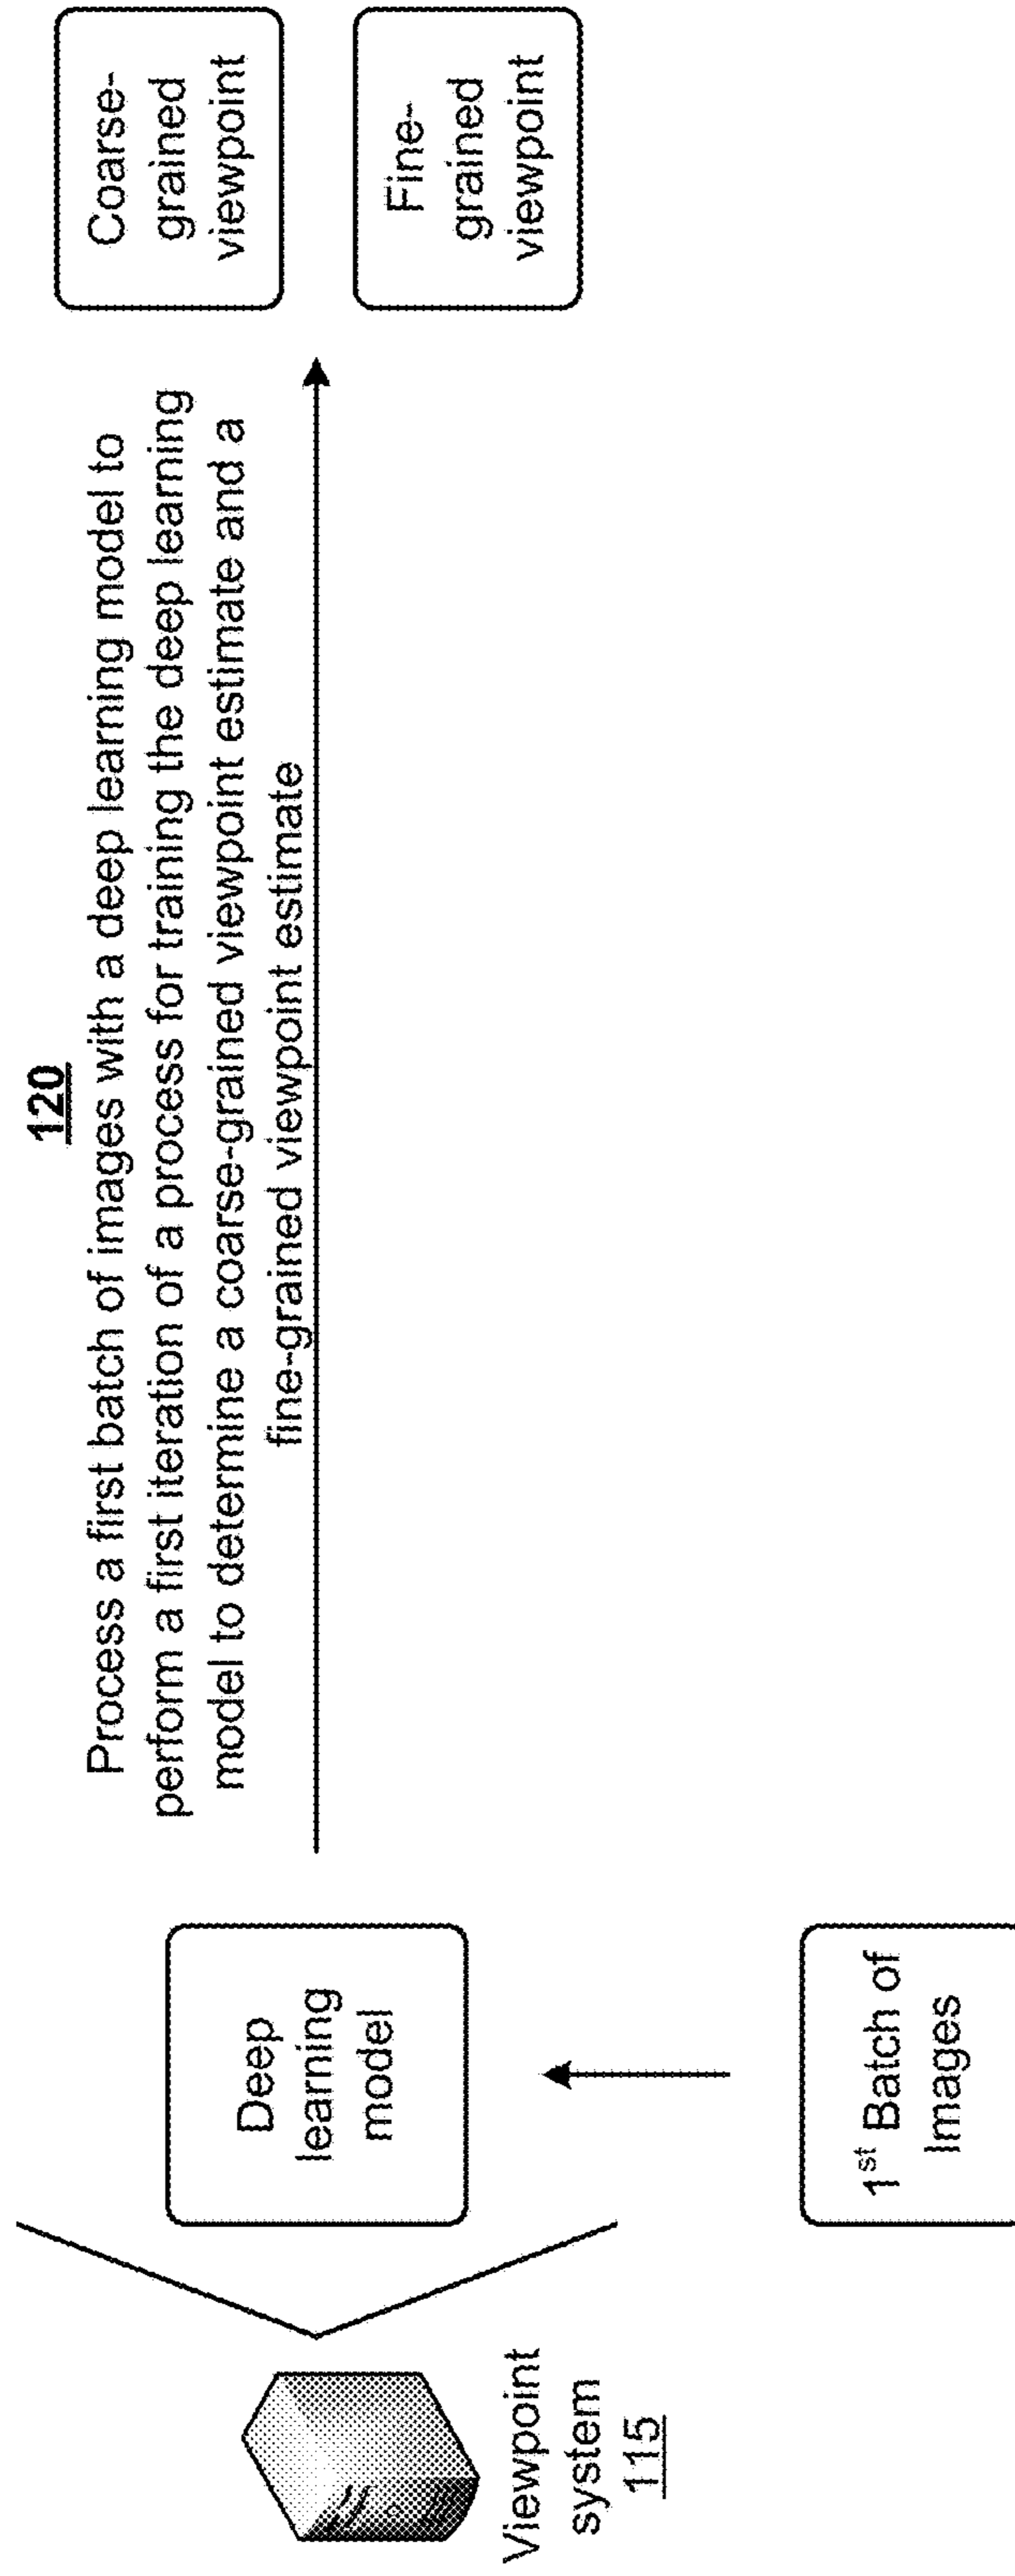 120
Process a first batch of images with a deep learning model to
perform a first iteration of a process for training the deep learning
model to determine a coarse-grained viewpoint estimate and a
fine-grained viewpoint estimate
Viewpoint
system
115
Deep
learning
model
1st Batch of
Images
Coarse-
grained
viewpoint
Fine-
grained
viewpoint